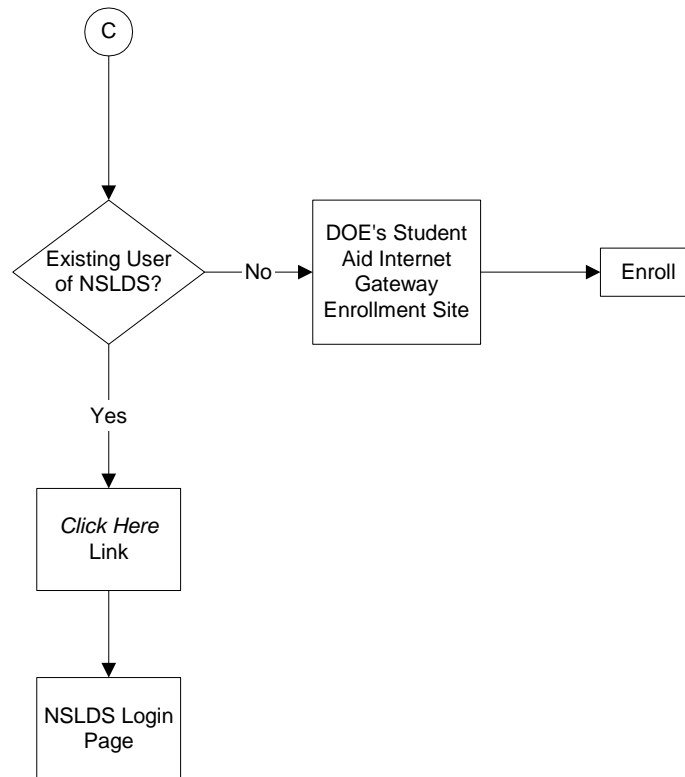 C
Existing User
of NSLDS?
No
DOE's Student
Aid Internet
Gateway
Enrollment Site
Enroll
Yes
Click Here
Link
NSLDS Login
Page